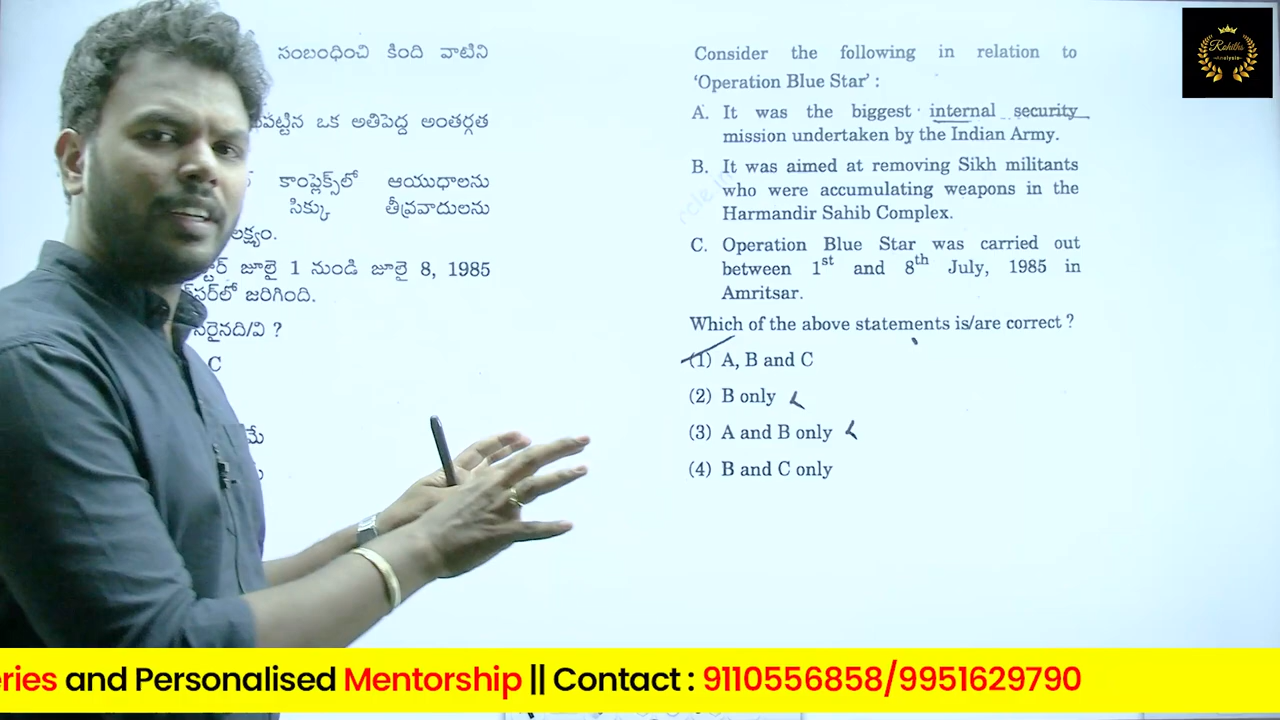 సంబంధించి కింది వాటిని
ఒక అతిపెద్ద అంతర్గత
కాంప్లెక్స్‌లో ఆయుధాలను
సిక్కు తీవ్రవాదులను
జూలై 1 నుండి జూలై 8, 1985
జరిగింది.
సరైనది/వి ?
C
Consider the following in relation to
‘Operation Blue Star’ :
A. It was the biggest internal security
mission undertaken by the Indian Army.
B. It was aimed at removing Sikh militants
who were accumulating weapons in the
Harmandir Sahib Complex.
C. Operation Blue Star was carried out
between 1st and 8th July, 1985 in
Amritsar.
Which of the above statements is/are correct ?
(1) A, B and C
(2) B only
(3) A and B only
(4) B and C only
Rohiths
Analysis
and Personalised Mentorship || Contact : 9110556858/9951629790